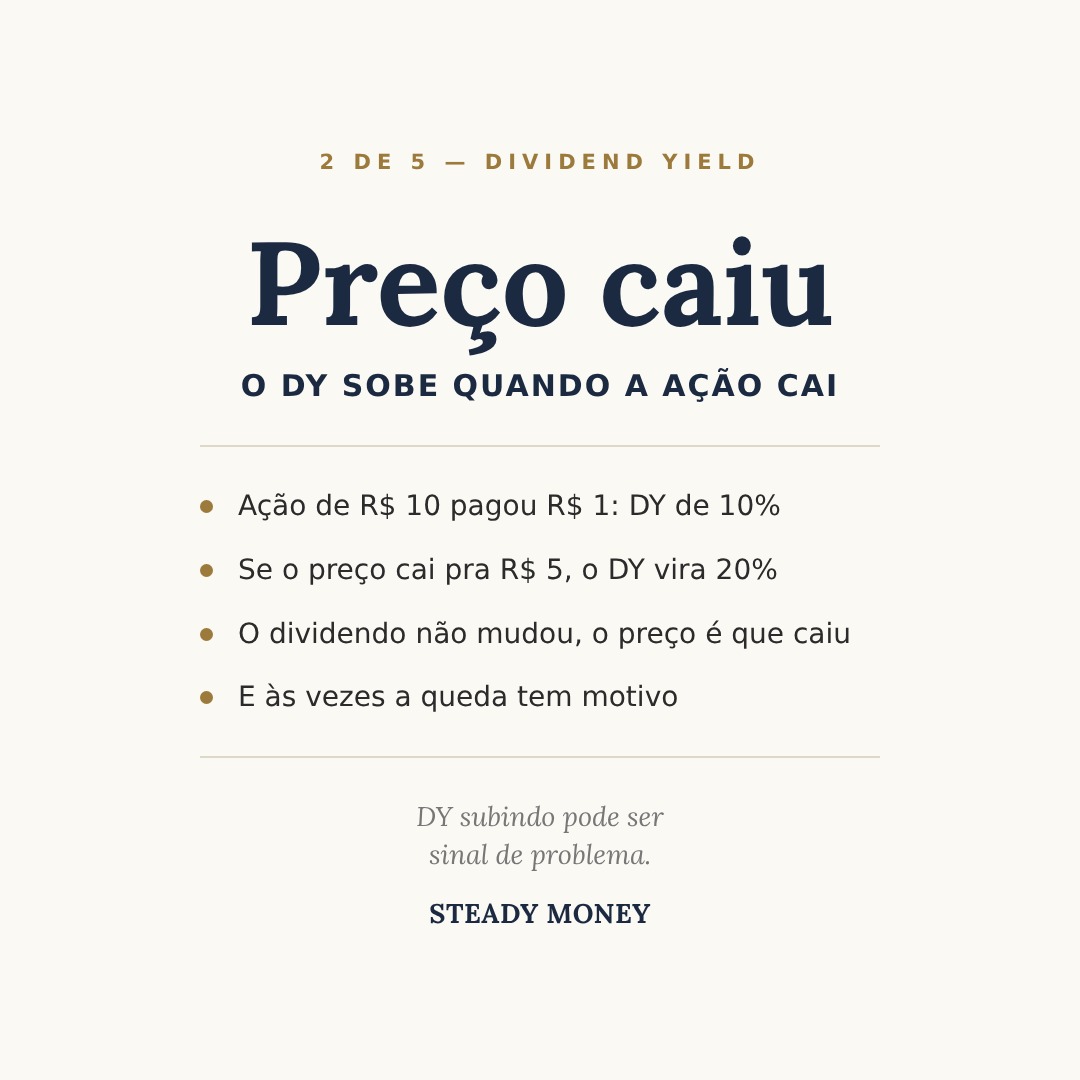 2 DE 5 — DIVIDEND YIELD
Preço caiu
O DY SOBE QUANDO A AÇÃO CAI
Ação de R$ 10 pagou R$ 1: DY de 10%
Se o preço cai pra R$ 5, o DY vira 20%
O dividendo não mudou, o preço é que caiu
E às vezes a queda tem motivo
DY subindo pode ser
sinal de problema.
STEADY MONEY